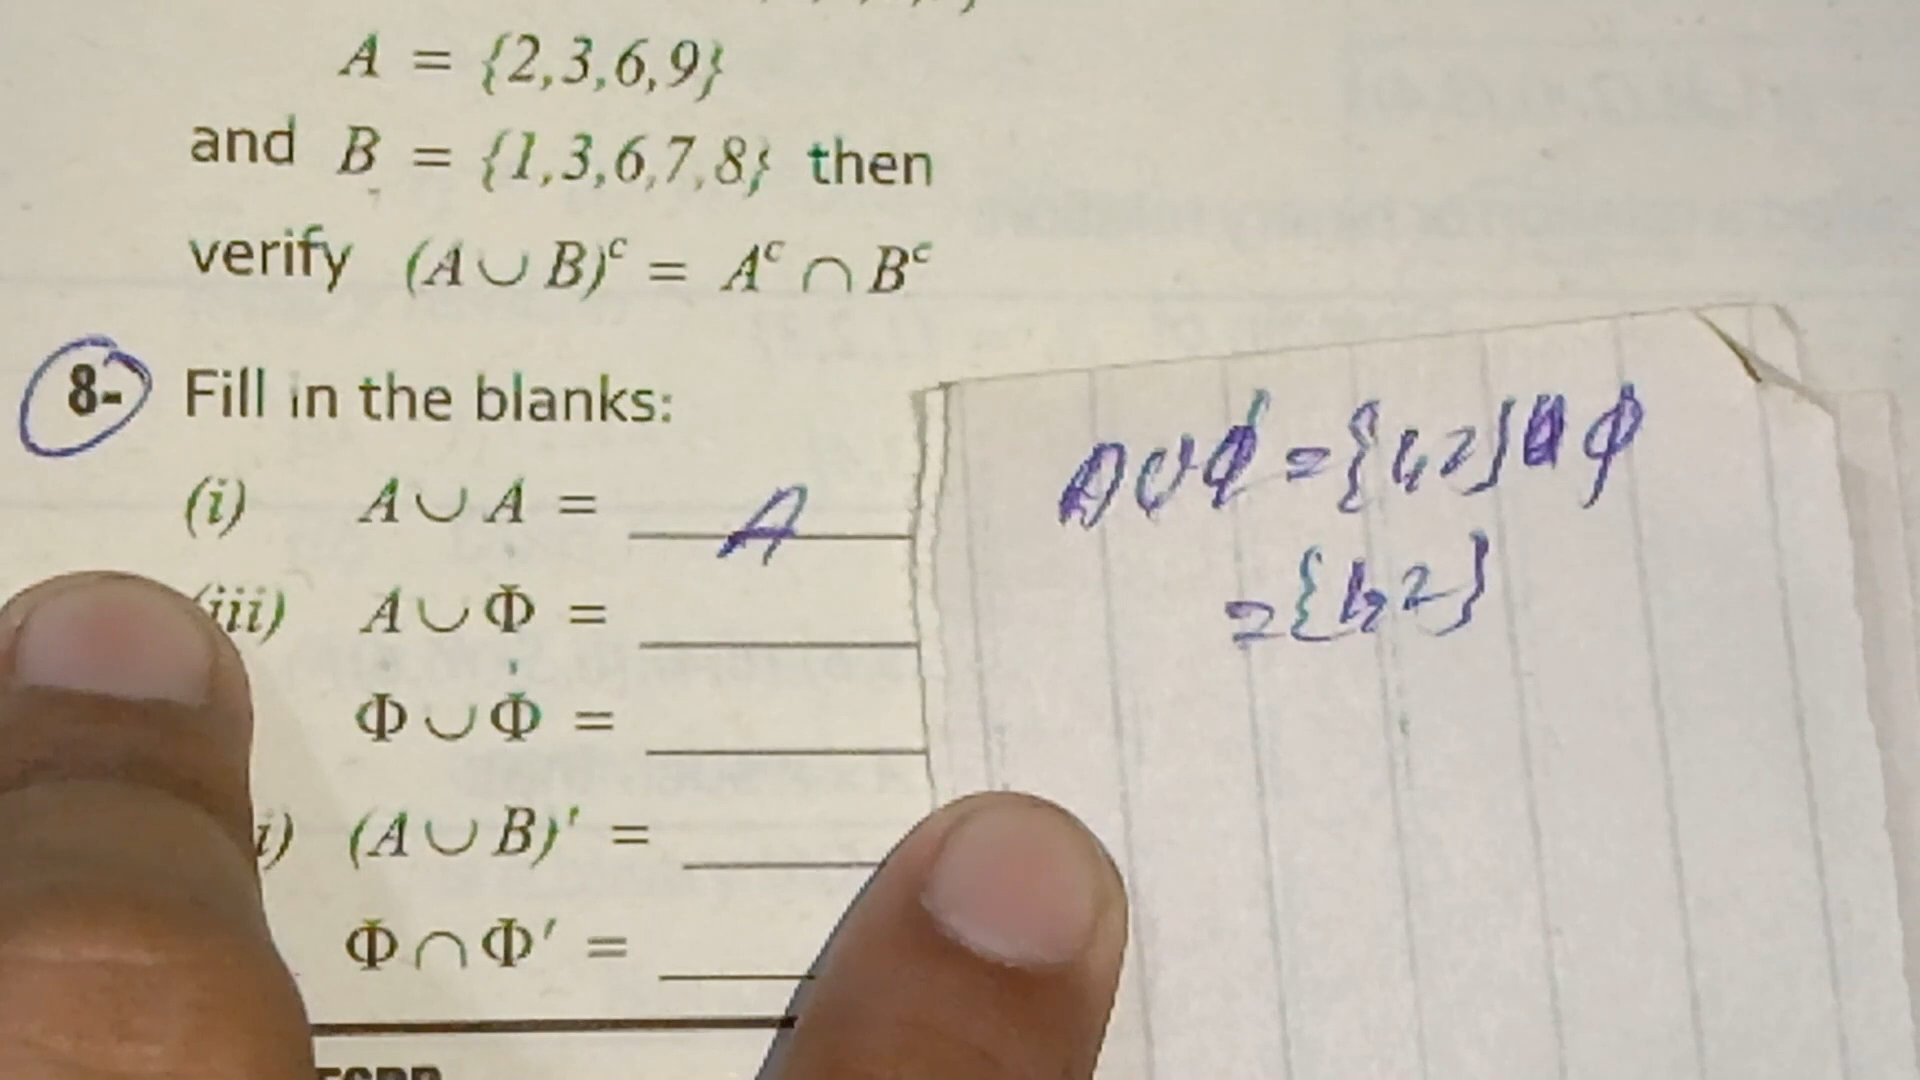 A = {2,3,6,9}
and B = {1,3,6,7,8} then
verify (A ∪ B)ᶜ = Aᶜ ∩ Bᶜ
8- Fill in the blanks:
(i) A ∪ A = A
(iii) A ∪ Φ =
Φ ∪ Φ =
(A ∪ B)′ =
Φ ∩ Φ′ =
A∪Φ = {1,2} ∪ Φ
= {1,2}